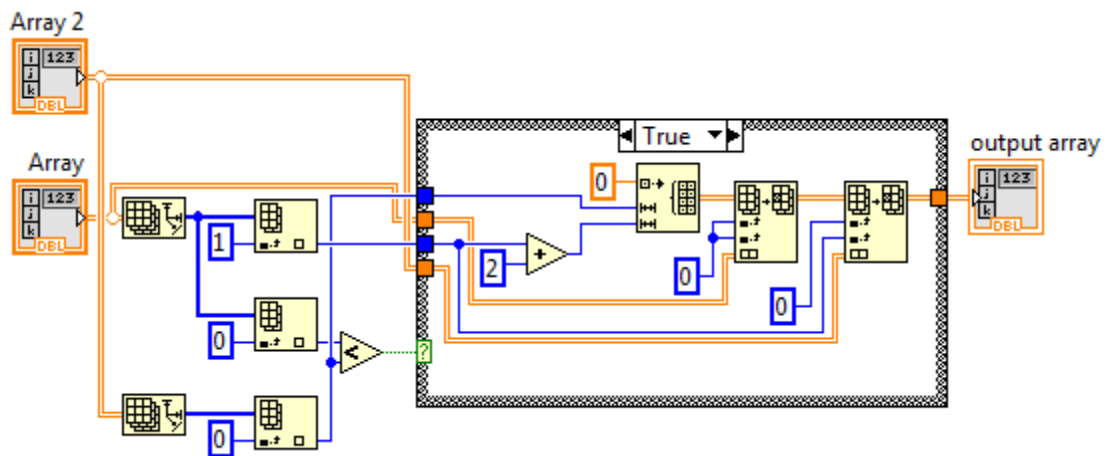 Array 2
i
j
k
123
DBL
Array
i
j
k
123
DBL
1
0
0
<
?
True
0
2
+
0
0
output array
i
j
k
123
DBL